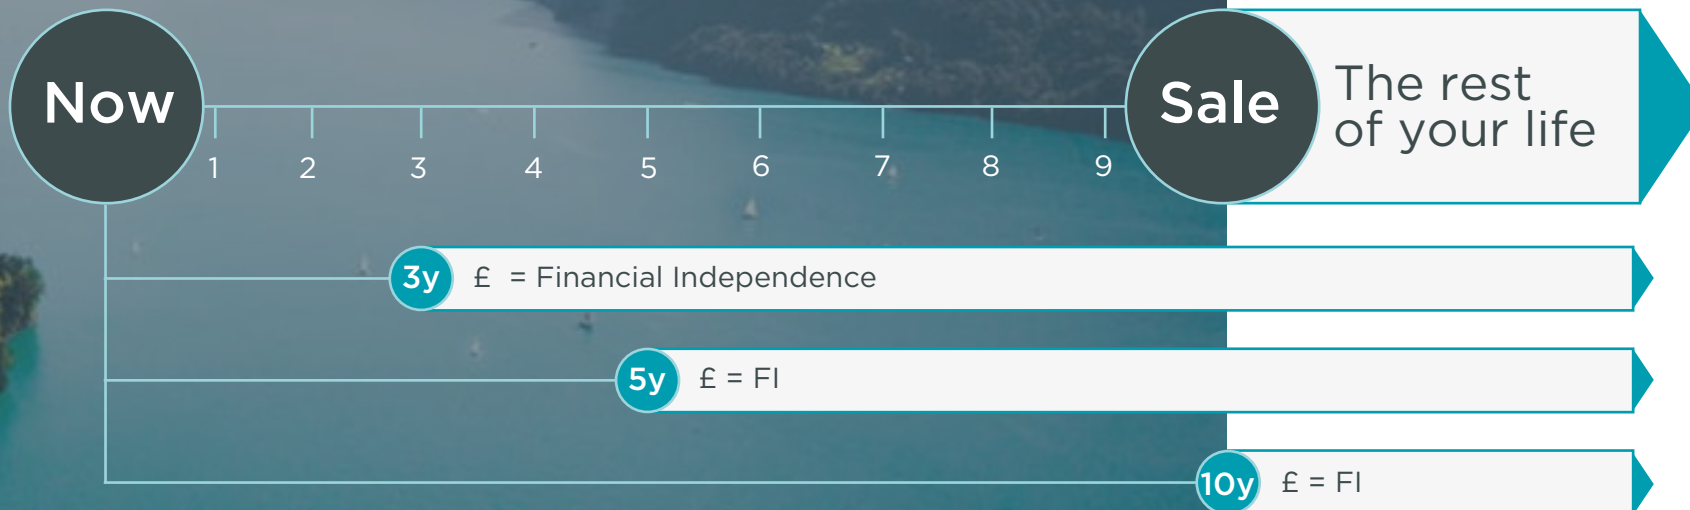 Now
Sale
The rest
of your life
1 2 3 4 5 6 7 8 9
3y £ = Financial Independence
5y £ = FI
10y £ = FI